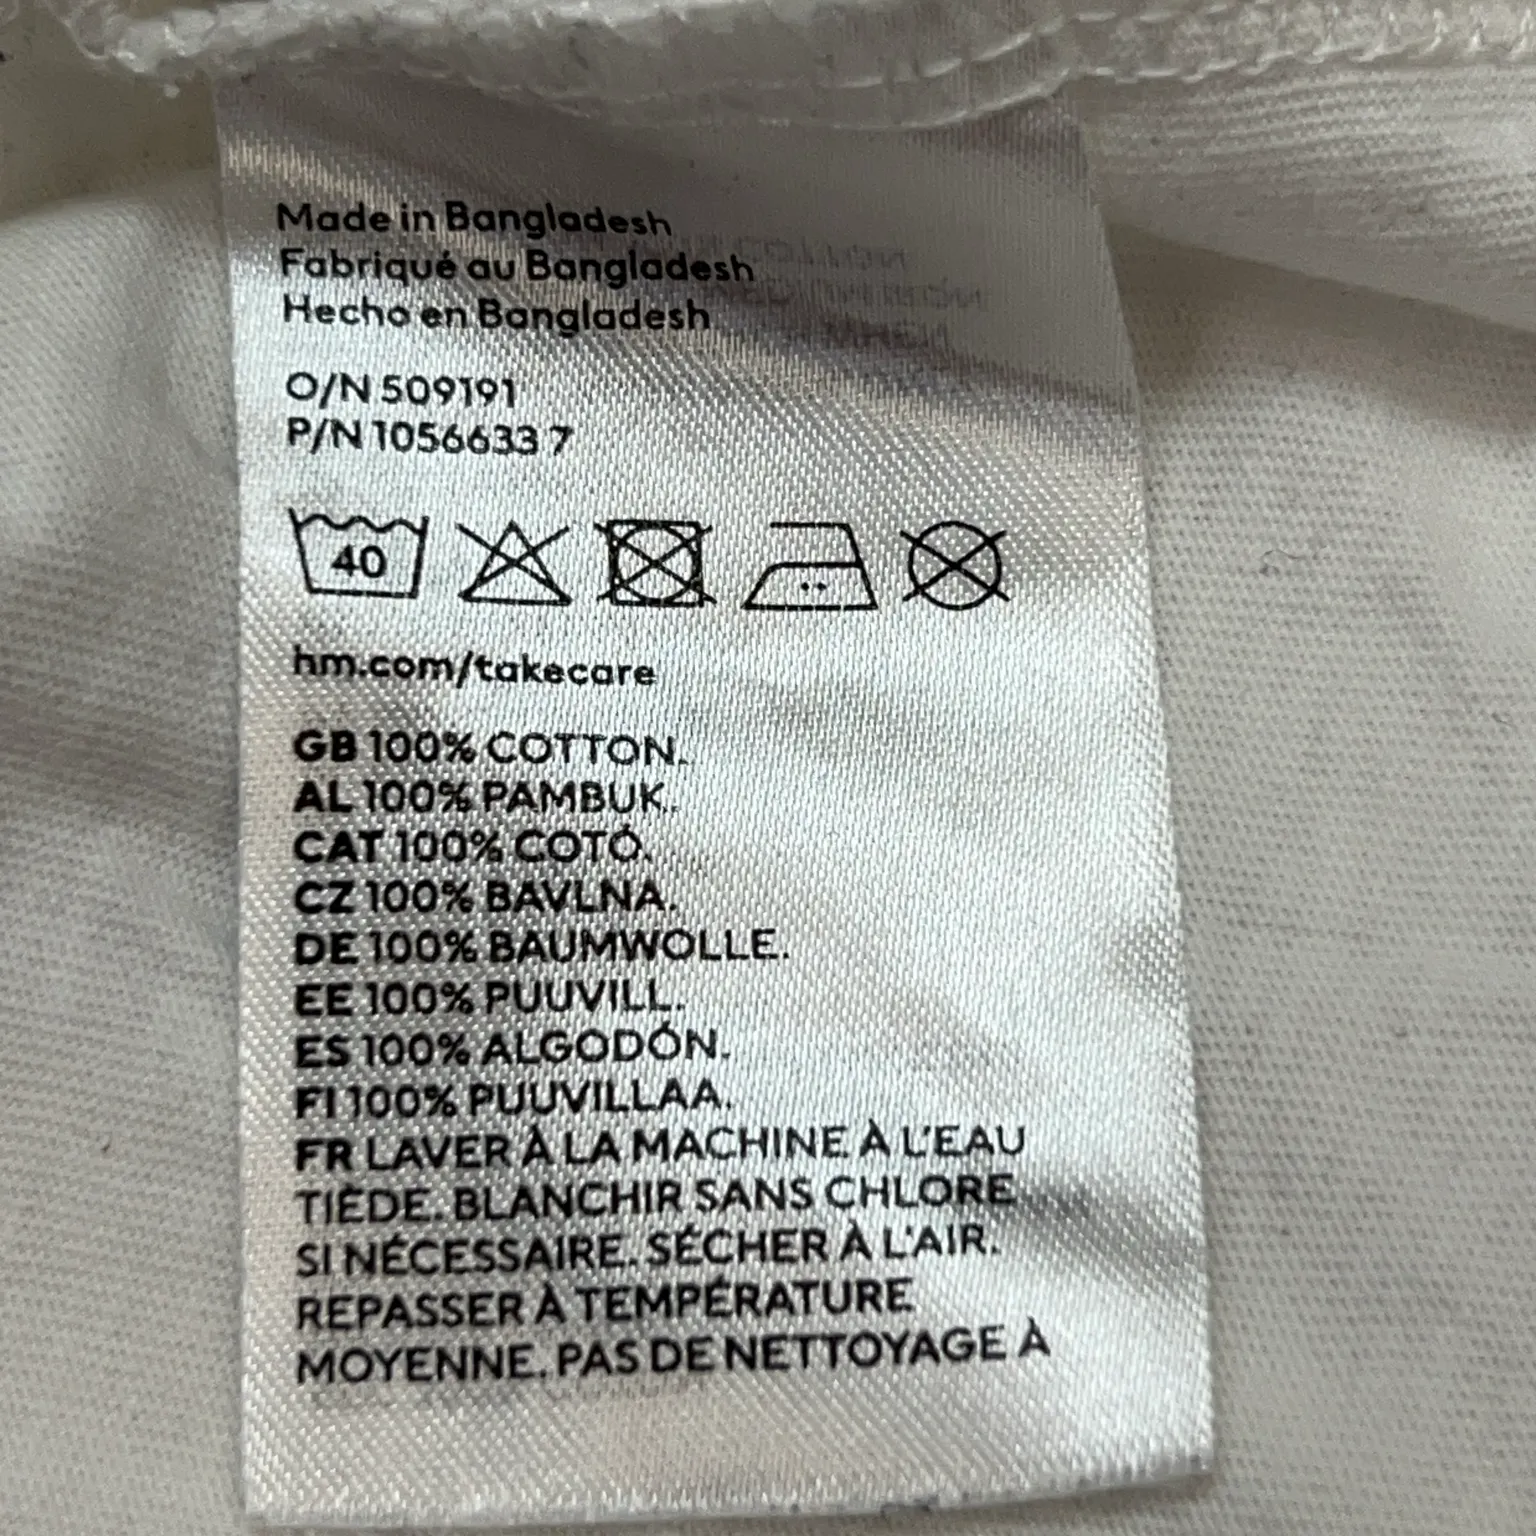 Made in Bangladesh
Fabriqué au Bangladesh
Hecho en Bangladesh
O/N 509191
P/N 1056633 7
40
hm.com/takecare
GB 100% COTTON.
AL 100% PAMBUK.
CAT 100% COTÓ.
CZ 100% BAVLNA.
DE 100% BAUMWOLLE.
EE 100% PUUVILL.
ES 100% ALGODÓN.
FI 100% PUUVILLAA.
FR LAVER À LA MACHINE À L'EAU
TIÈDE. BLANCHIR SANS CHLORE
SI NÉCESSAIRE. SÉCHER À L'AIR.
REPASSER À TEMPÉRATURE
MOYENNE. PAS DE NETTOYAGE À